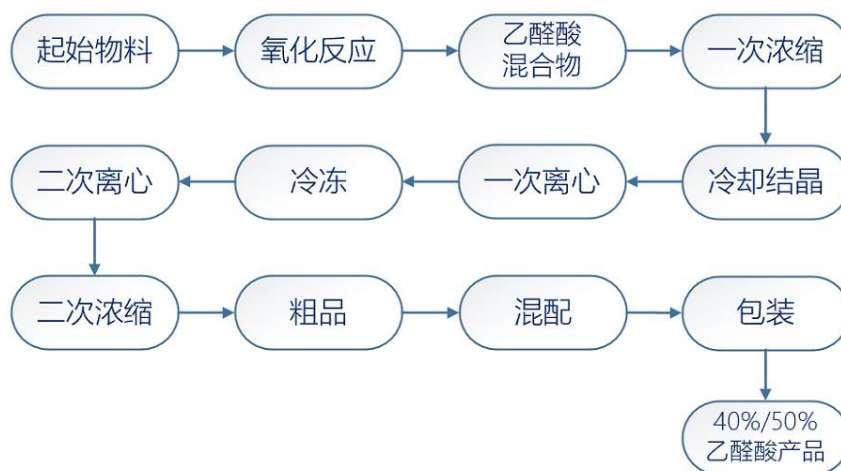 起始物料
氧化反应
乙醛酸
混合物
一次浓缩
二次离心
冷冻
一次离心
冷却结晶
二次浓缩
粗品
混配
包装
40%/50%
乙醛酸产品